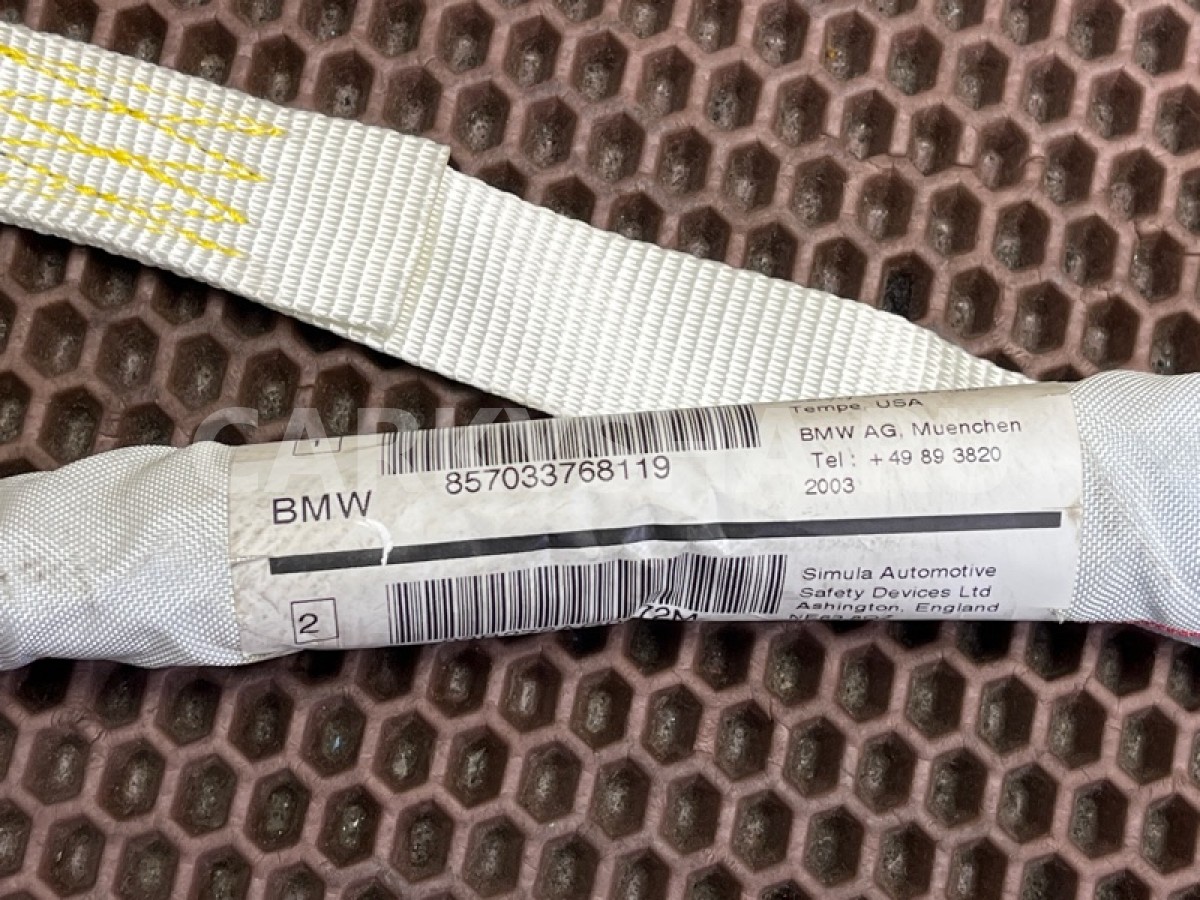 Tempe, USA
BMW AG, Muenchen
Tel : +49 89 3820
2003
857033768119
BMW
2
72M
Simula Automotive
Safety Devices Ltd
Ashington, England